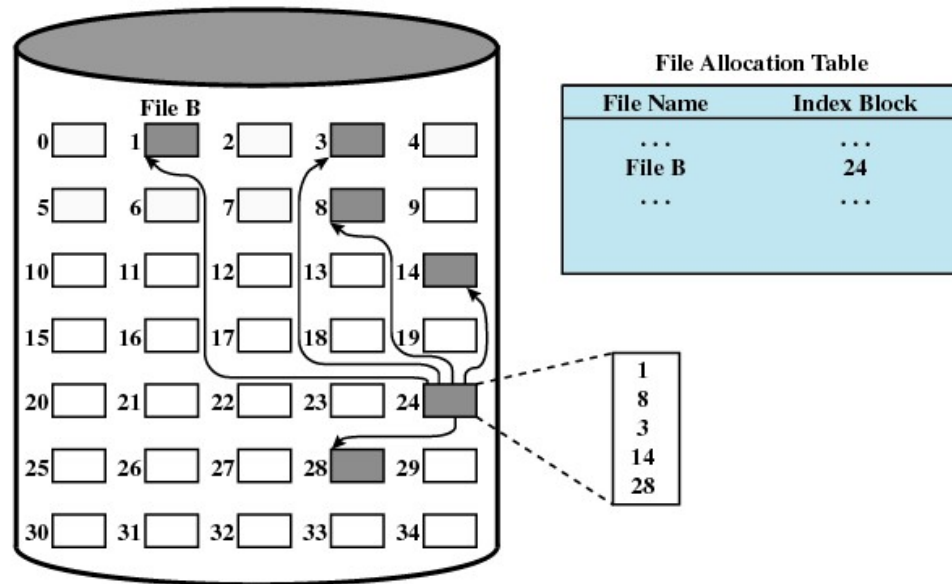 File Allocation Table
File Name Index Block
... ...
File B 24
... ...
File B
0 1 2 3 4
5 6 7 8 9
10 11 12 13 14
15 16 17 18 19
20 21 22 23 24
25 26 27 28 29
30 31 32 33 34
1
8
3
14
28